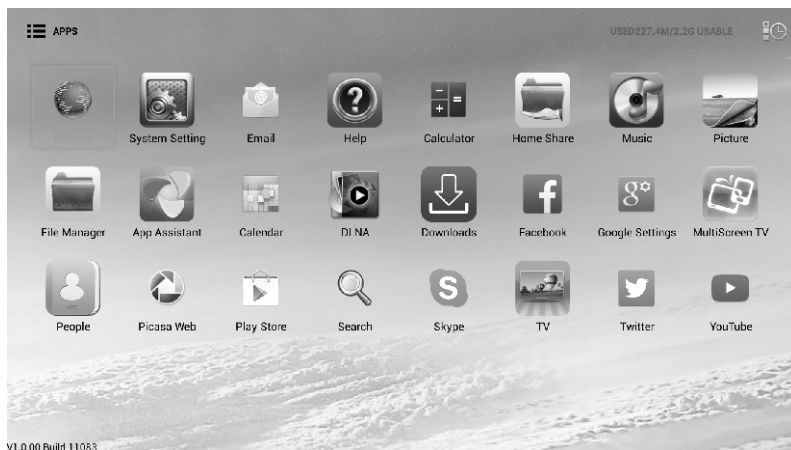 APPS
USED227.4M/2.2G USABLE
System Setting Email Help Calculator Home Share Music Picture
File Manager App Assistant Calendar DLNA Downloads Facebook Google Settings MultiScreen TV
People Picasa Web Play Store Search Skype TV Twitter YouTube
V1.0.00 Build 11083